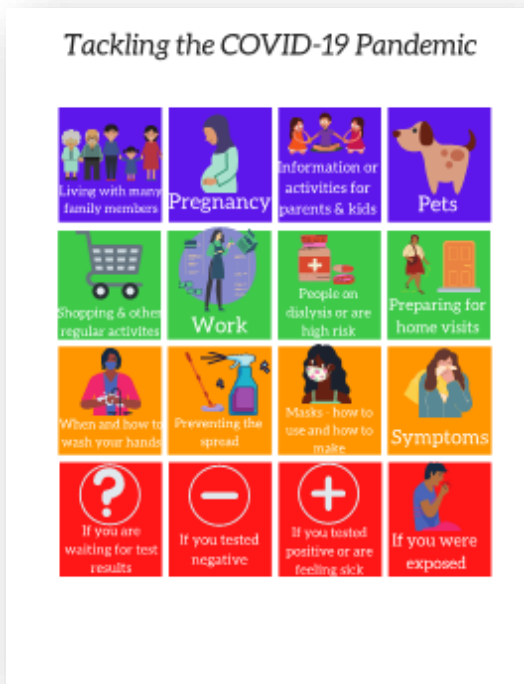 Tackling the COVID-19 Pandemic
Living with many
family members
Pregnancy
Information or
activities for
parents & kids
Pets
Shopping & other
regular activites
Work
People on
dialysis or are
high risk
Preparing for
home visits
When and how to
wash your hands
Preventing the
spread
Masks - how to
use and how to
make
Symptoms
If you are
waiting for test
results
If you tested
negative
If you tested
positive or are
feeling sick
If you were
exposed